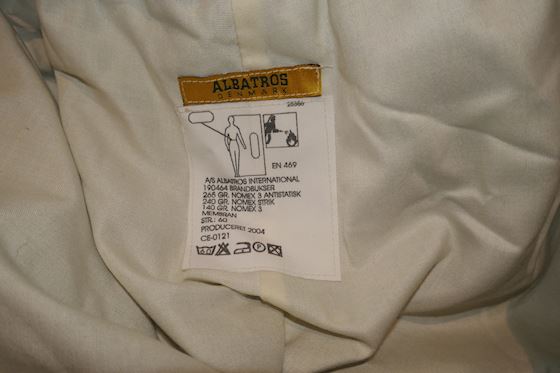 ALBATROS
DENMARK
EN 469
A/S ALBATROS INTERNATIONAL
190464 BRANDBUKSER
265 GR. NOMEX 3 ANTISTATISK
240 GR. NOMEX STRIK
140 GR. NOMEX 3
MEMBRAN
STR.: 60
PRODUCERET 2004
CE-0121